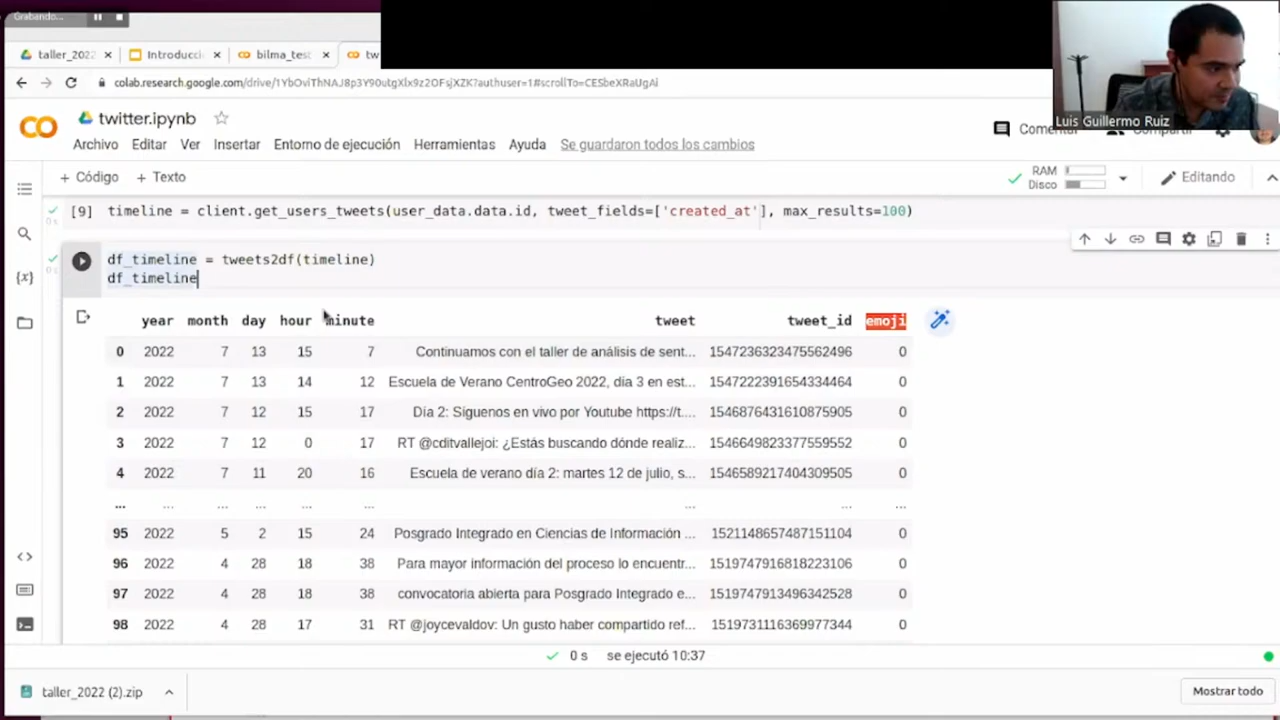 Grabando...
taller_2022
Introducci
bilma_test
tw
colab.research.google.com/drive/1YbOviThNAJ8p3Y90utgXlx9z2OFsjXZK?authuser=1#scrollTo=CESbeXRaUgAi
Luis Guillermo Ruiz
twitter.ipynb
Archivo Editar Ver Insertar Entorno de ejecución Herramientas Ayuda Se guardaron todos los cambios
+ Código + Texto
RAM
Disco
Editando
[9] timeline = client.get_users_tweets(user_data.data.id, tweet_fields=['created_at'], max_results=100)
0 s
df_timeline = tweets2df(timeline)
df_timeline
year month day hour minute tweet tweet_id emoji
0 2022 7 13 15 7 Continuamos con el taller de análisis de sent... 1547236323475562496 0
1 2022 7 13 14 12 Escuela de Verano CentroGeo 2022, día 3 en est... 1547222391654334464 0
2 2022 7 12 15 17 Día 2: Síguenos en vivo por Youtube https://t.... 1546876431610875905 0
3 2022 7 12 0 17 RT @cditvallejoi: ¿Estás buscando dónde realiz... 1546649823377559552 0
4 2022 7 11 20 16 Escuela de verano día 2: martes 12 de julio, s... 1546589217404309505 0
... ... ... ... ... ... ... ... ...
95 2022 5 2 15 24 Posgrado Integrado en Ciencias de Información ... 1521148657487151104 0
96 2022 4 28 18 38 Para mayor información del proceso lo encuentr... 1519747916818223106 0
97 2022 4 28 18 38 convocatoria abierta para Posgrado Integrado e... 1519747913496342528 0
98 2022 4 28 17 31 RT @joycevaldov: Un gusto haber compartido ref... 1519731116369977344 0
0 s se ejecutó 10:37
taller_2022 (2).zip
Mostrar todo